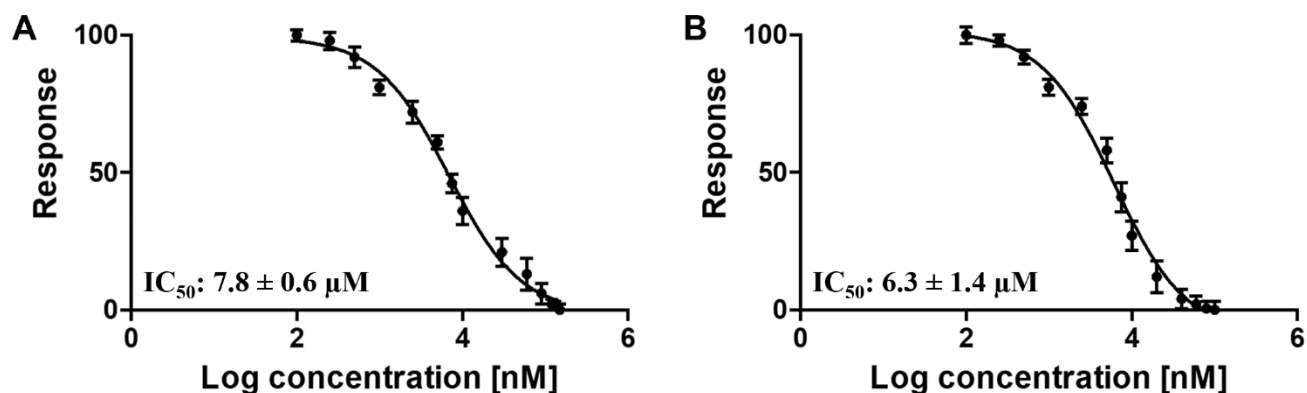 A
Response
100
50
0
IC50: 7.8 ± 0.6 µM
0 2 4 6
Log concentration [nM]
B
Response
100
50
0
IC50: 6.3 ± 1.4 µM
0 2 4 6
Log concentration [nM]